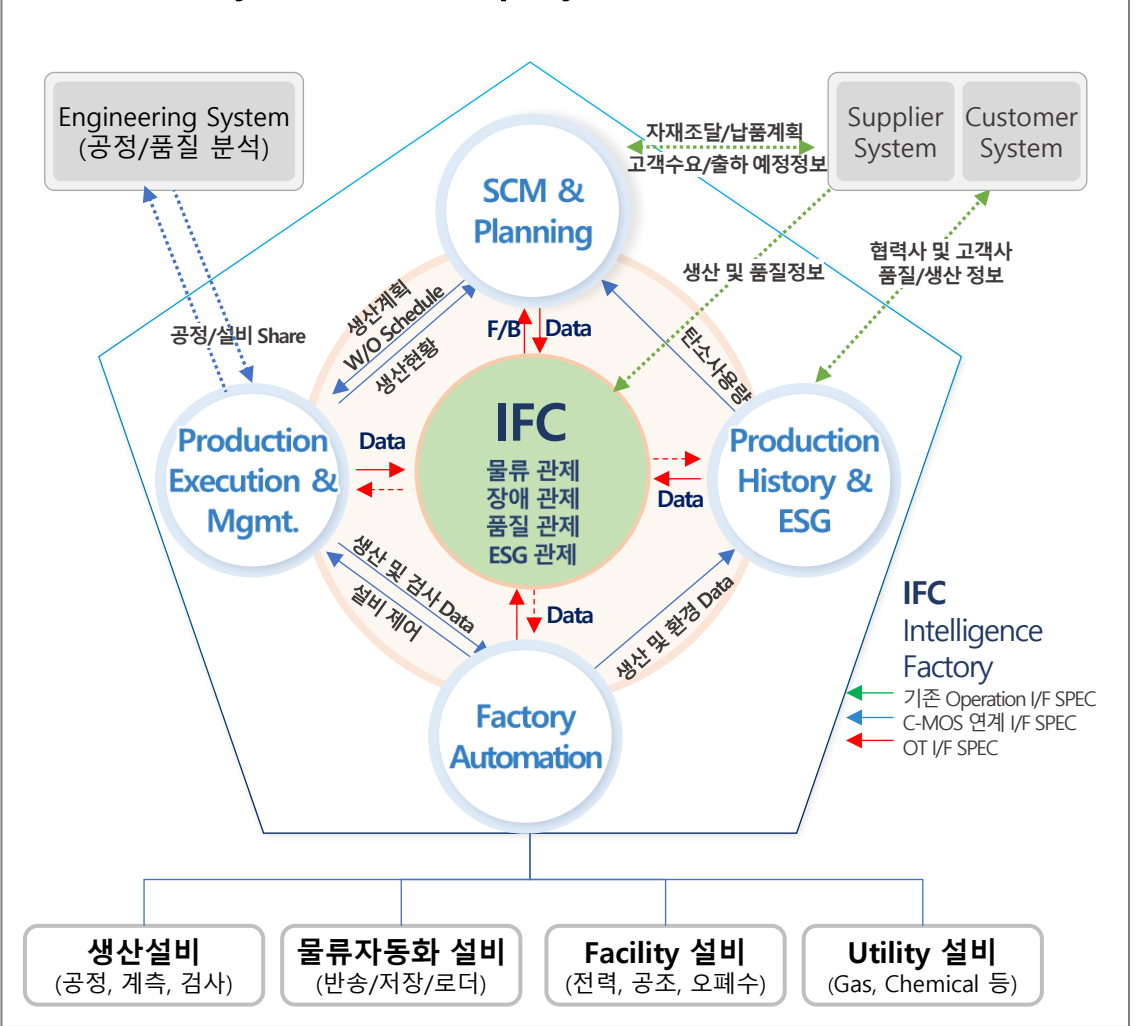 Engineering System
(공정/품질 분석)
Supplier
System
Customer
System
자재조달/납품계획
고객수요/출하 예정정보
SCM &
Planning
생산 및 품질정보
협력사 및 고객사
품질/생산 정보
공정/설비 Share
생산계획
W/O Schedule
생산현황
F/B
Data
탄소사용량
IFC
물류 관제
장애 관제
품질 관제
ESG 관제
Production
Execution &
Mgmt.
Data
Data
Production
History &
ESG
생산 및 검사 Data
설비 제어
Data
생산 및 환경 Data
Factory
Automation
IFC
Intelligence
Factory
기존 Operation I/F SPEC
C-MOS 연계 I/F SPEC
OT I/F SPEC
생산설비
(공정, 계측, 검사)
물류자동화 설비
(반송/저장/로더)
Facility 설비
(전력, 공조, 오폐수)
Utility 설비
(Gas, Chemical 등)